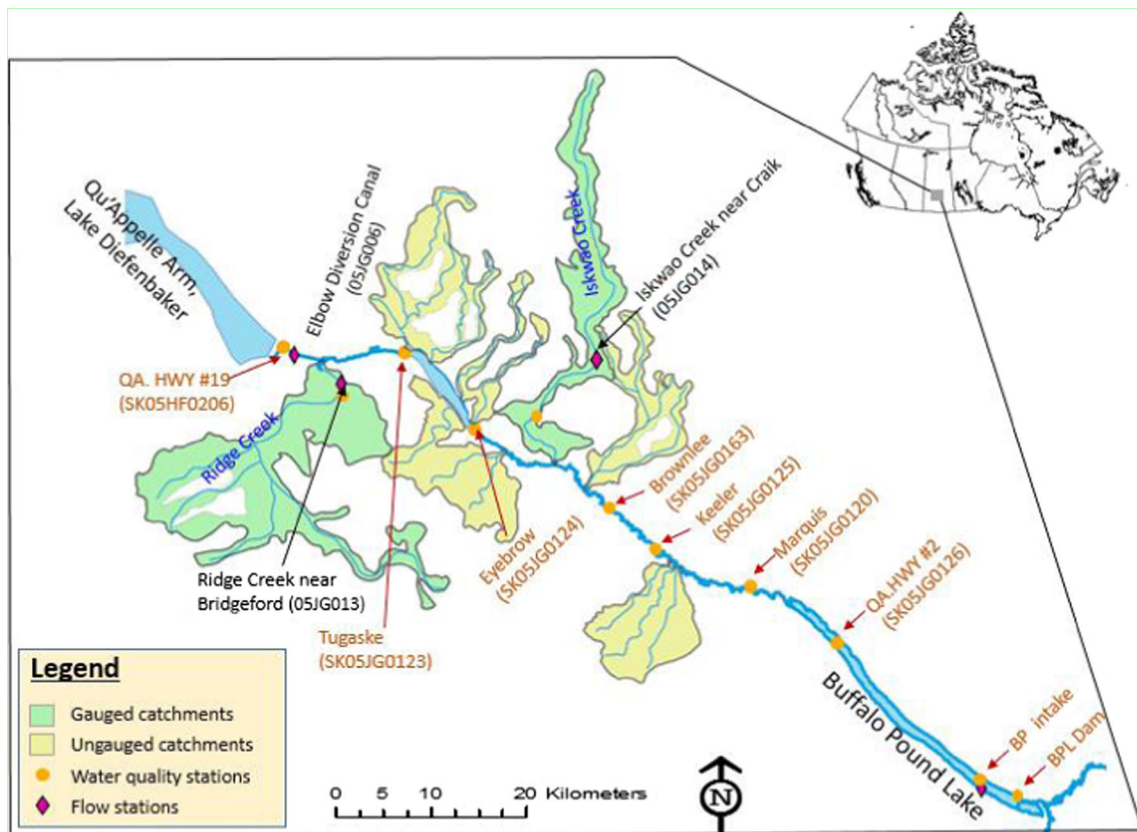 Qu'Appelle Arm,
Lake Diefenbaker
Elbow Diversion Canal
(05JG006)
Iskwao Creek
Iskwao Creek near Craik
(05JG014)
QA. HWY #19
(SK05HF0206)
Ridge Creek
Ridge Creek near
Bridgeford (05JG013)
Tugaske
(SK05JG0123)
Eyebrow
(SK05JG0124)
Brownlee
(SK05JG0163)
Keeler
(SK05JG0125)
Marquis
(SK05JG0120)
QA.HWY #2
(SK05JG0126)
Buffalo Pound Lake
BP intake
BPL Dam
Legend
Gauged catchments
Ungauged catchments
Water quality stations
Flow stations
0 5 10 20 Kilometers
N